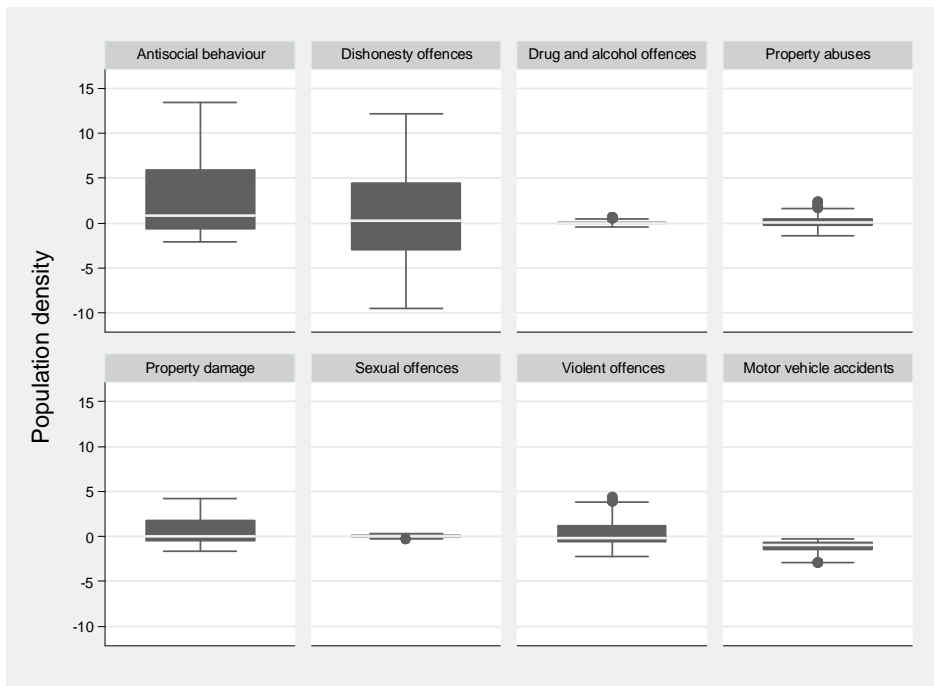 Population density
Antisocial behaviour
Dishonesty offences
Drug and alcohol offences
Property abuses
15
10
5
0
-5
-10
Property damage
Sexual offences
Violent offences
Motor vehicle accidents
15
10
5
0
-5
-10